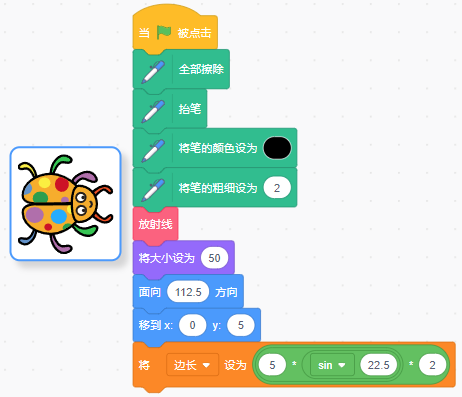 当 被点击
全部擦除
抬笔
将笔的颜色设为
将笔的粗细设为 2
放射线
将大小设为 50
面向 112.5 方向
移到 x: 0 y: 5
将 边长 设为 5 * sin 22.5 * 2